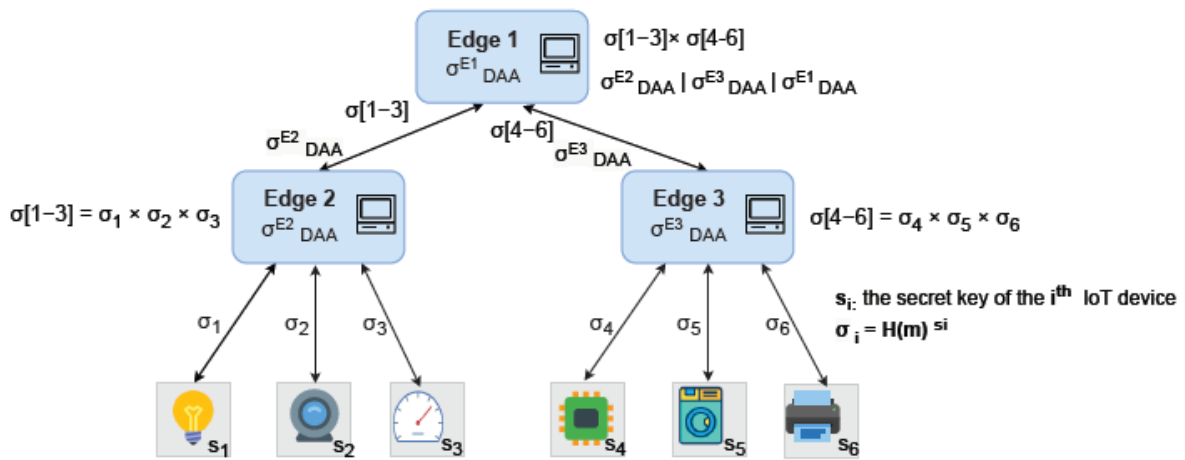 Edge 1
σ^E1 DAA
σ[1−3]× σ[4-6]
σ^E2 DAA | σ^E3 DAA | σ^E1 DAA
σ[1−3]
σ^E2 DAA
σ[4−6]
σ^E3 DAA
Edge 2
σ^E2 DAA
σ[1−3] = σ₁ × σ₂ × σ₃
Edge 3
σ^E3 DAA
σ[4−6] = σ₄ × σ₅ × σ₆
σ₁
σ₂
σ₃
σ₄
σ₅
σ₆
s_i: the secret key of the i^th IoT device
σ_i = H(m)^si
s₁
s₂
s₃
s₄
s₅
s₆